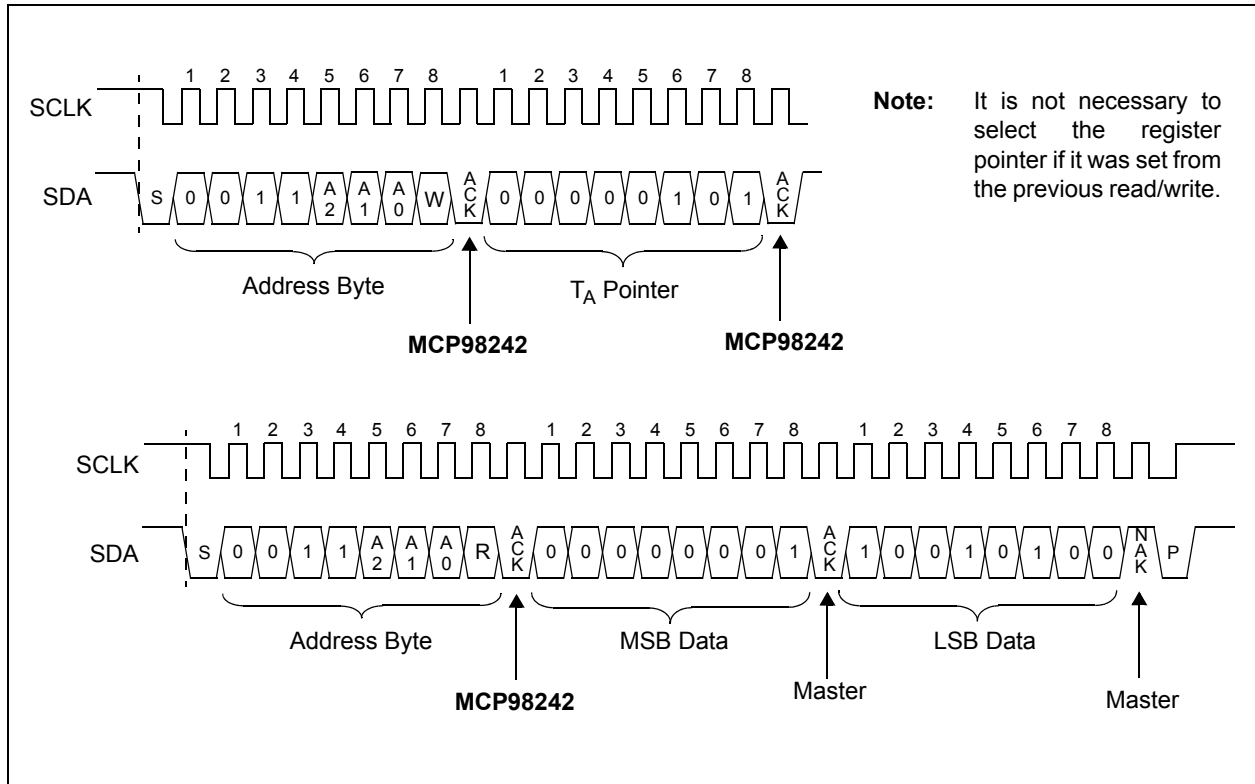 1 2 3 4 5 6 7 8 1 2 3 4 5 6 7 8
SCLK
SDA
S 0 0 1 1 A2 A1 A0 W ACK 0 0 0 0 0 1 0 1 ACK
Address Byte
TA Pointer
MCP98242
MCP98242
Note: It is not necessary to
select the register
pointer if it was set from
the previous read/write.
1 2 3 4 5 6 7 8 1 2 3 4 5 6 7 8 1 2 3 4 5 6 7 8
SCLK
SDA
S 0 0 1 1 A2 A1 A0 R ACK 0 0 0 0 0 0 0 1 ACK 1 0 0 1 0 1 0 0 NAK P
Address Byte
MSB Data
LSB Data
MCP98242
Master
Master